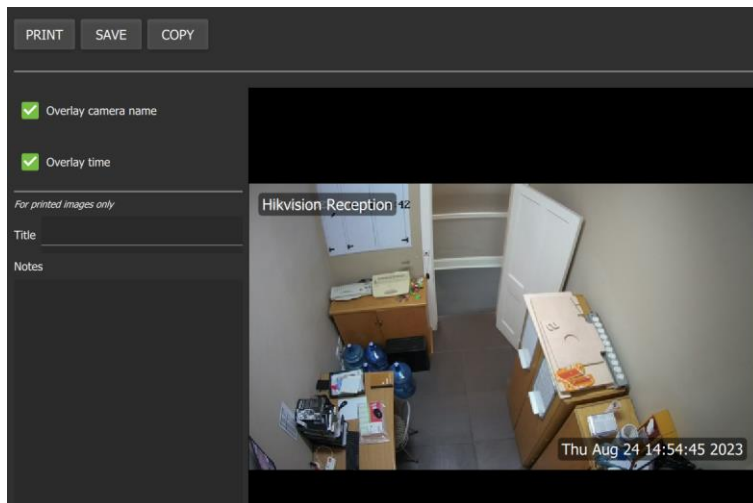 PRINT SAVE COPY
Overlay camera name
Overlay time
For printed images only
Title
Notes
Hikvision Reception
42
Thu Aug 24 14:54:45 2023